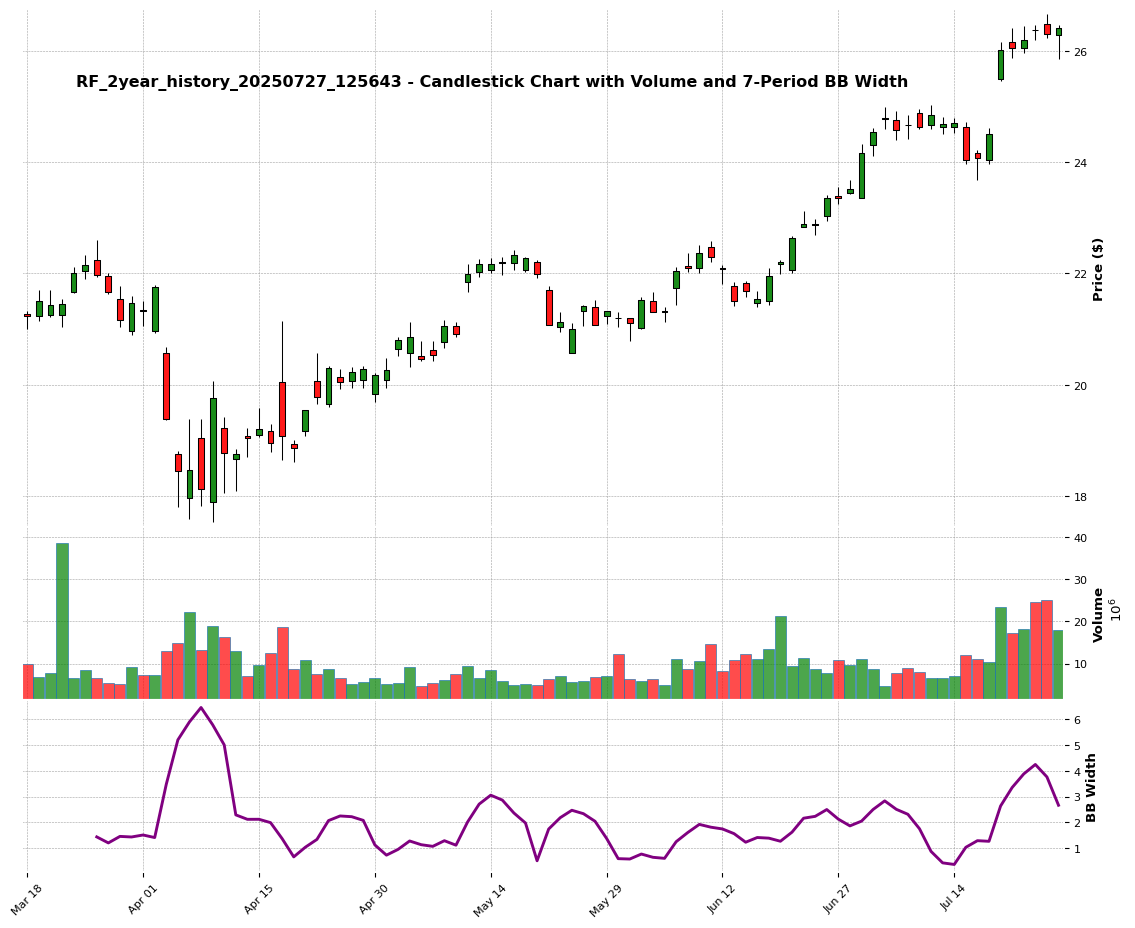 RF_2year_history_20250727_125643 - Candlestick Chart with Volume and 7-Period BB Width
26
24
22
20
18
Price ($)
40
30
20
10
Volume
10^6
6
5
4
3
2
1
BB Width
Mar 18
Apr 01
Apr 15
Apr 30
May 14
May 29
Jun 12
Jun 27
Jul 14